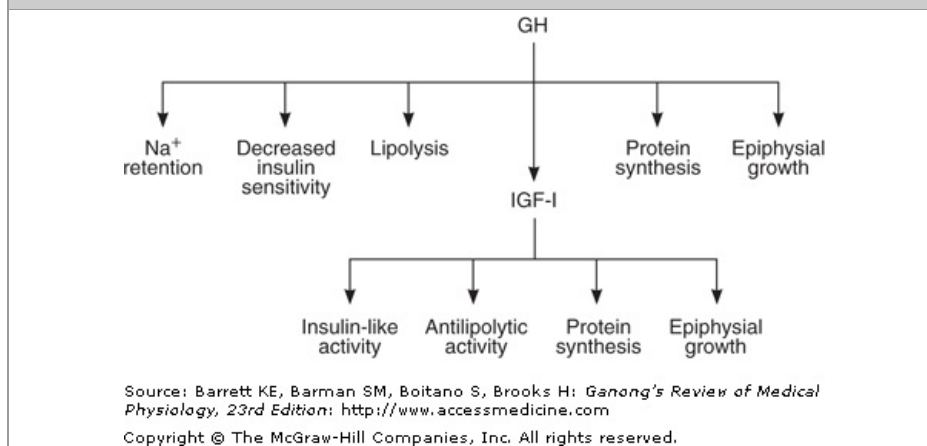 GH
Na+ retention
Decreased insulin sensitivity
Lipolysis
Protein synthesis
Epiphysial growth
IGF-I
Insulin-like activity
Antilipolytic activity
Protein synthesis
Epiphysial growth
Source: Barrett KE, Barman SM, Boitano S, Brooks H: Ganong's Review of Medical
Physiology, 23rd Edition: http://www.accessmedicine.com
Copyright © The McGraw-Hill Companies, Inc. All rights reserved.